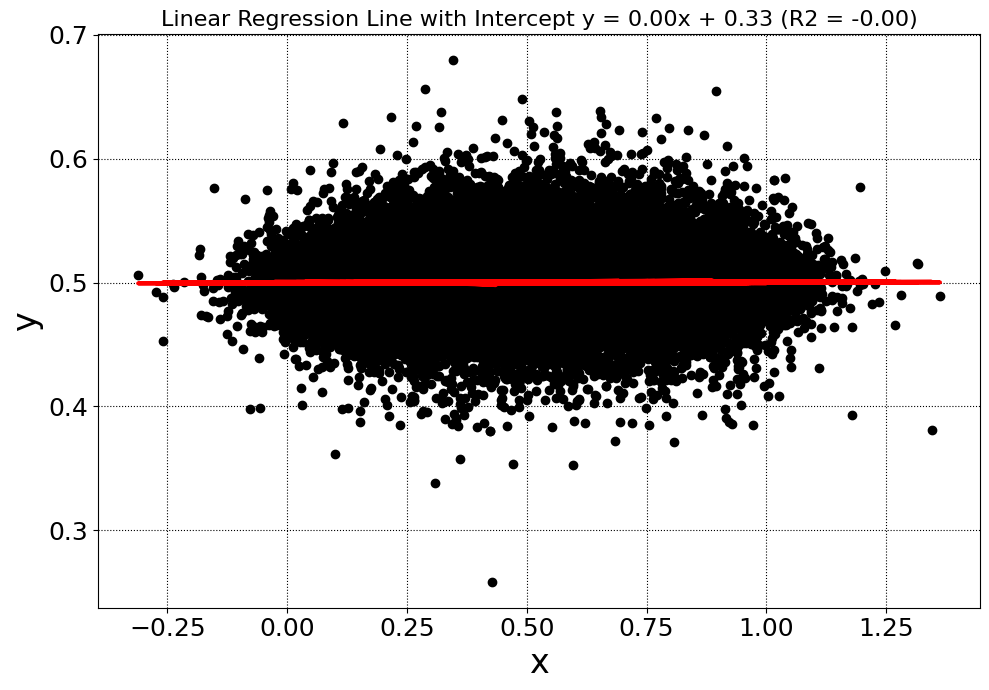 Linear Regression Line with Intercept y = 0.00x + 0.33 (R2 = -0.00)
0.7
0.6
0.5
0.4
0.3
y
−0.25 0.00 0.25 0.50 0.75 1.00 1.25
x